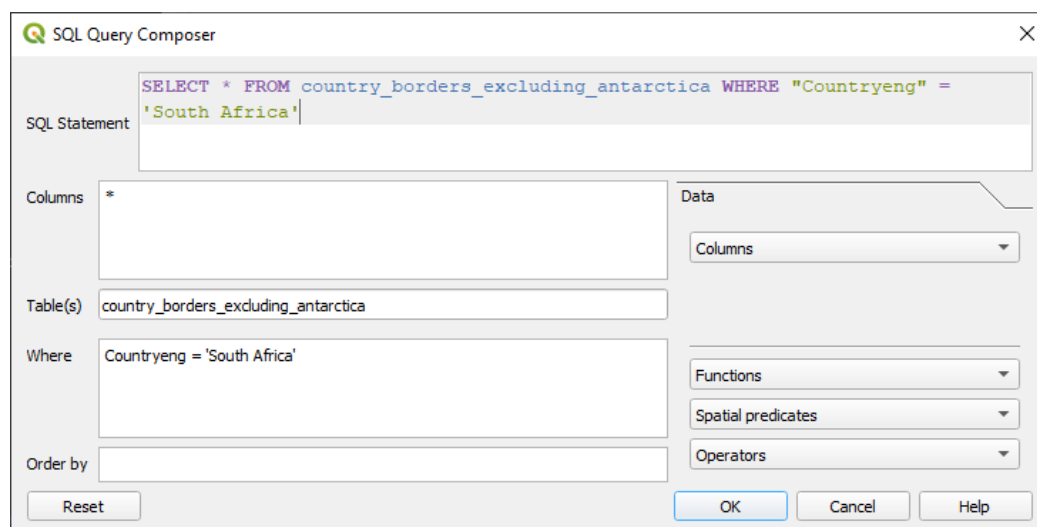 SQL Query Composer
SELECT * FROM country_borders_excluding_antarctica WHERE "Countryeng" =
'South Africa'
SQL Statement
Columns
*
Data
Columns
Table(s)
country_borders_excluding_antarctica
Where
Countryeng = 'South Africa'
Functions
Spatial predicates
Operators
Order by
Reset
OK
Cancel
Help